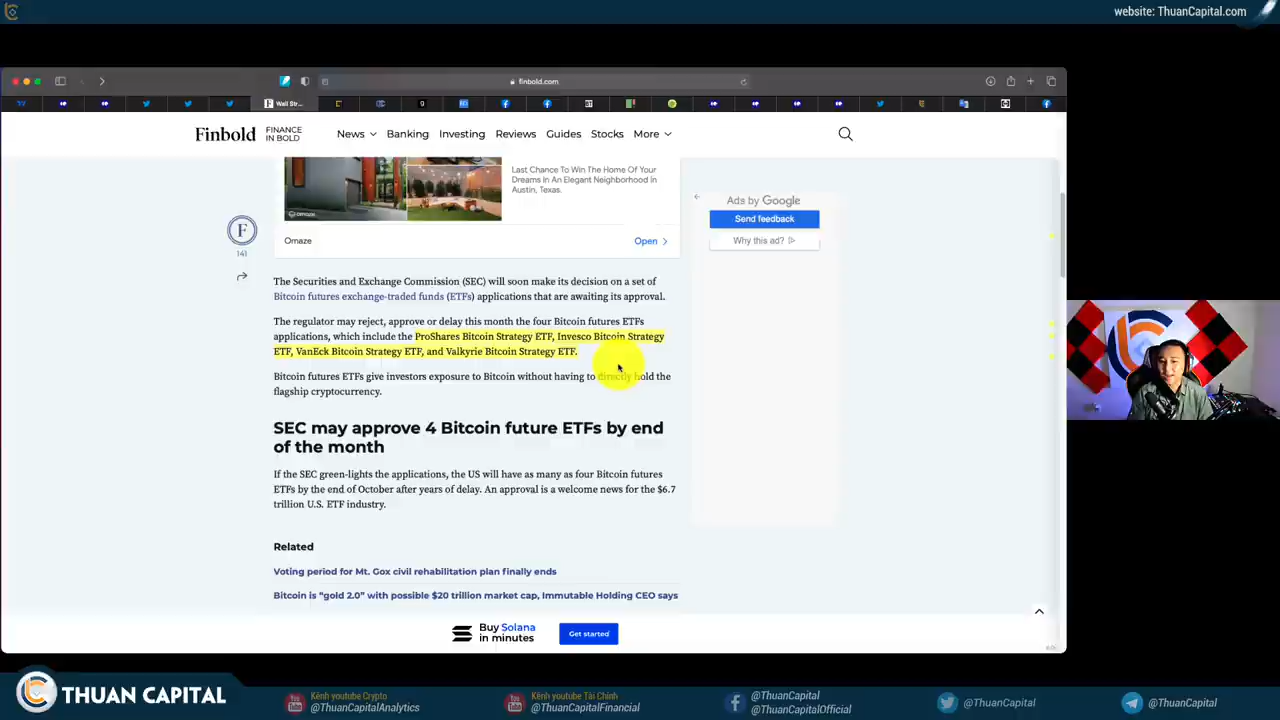 website: ThuanCapital.com
finbold.com
Wall Str...
Finbold
FINANCE
IN BOLD
News
Banking
Investing
Reviews
Guides
Stocks
More
Last Chance To Win The Home Of Your
Dreams In An Elegant Neighborhood in
Austin, Texas.
Omaze
Open
Ads by Google
Send feedback
Why this ad?
F
141
The Securities and Exchange Commission (SEC) will soon make its decision on a set of
Bitcoin futures exchange-traded funds (ETFs) applications that are awaiting its approval.
The regulator may reject, approve or delay this month the four Bitcoin futures ETFs
applications, which include the ProShares Bitcoin Strategy ETF, Invesco Bitcoin Strategy
ETF, VanEck Bitcoin Strategy ETF, and Valkyrie Bitcoin Strategy ETF.
Bitcoin futures ETFs give investors exposure to Bitcoin without having to directly hold the
flagship cryptocurrency.
SEC may approve 4 Bitcoin future ETFs by end
of the month
If the SEC green-lights the applications, the US will have as many as four Bitcoin futures
ETFs by the end of October after years of delay. An approval is a welcome news for the $6.7
trillion U.S. ETF industry.
Related
Voting period for Mt. Gox civil rehabilitation plan finally ends
Bitcoin is “gold 2.0” with possible $20 trillion market cap, Immutable Holding CEO says
Buy Solana
in minutes
Get started
THUAN CAPITAL
Kênh youtube Crypto
@ThuanCapitalAnalytics
Kênh youtube Tài Chính
@ThuanCapitalFinancial
@ThuanCapital
@ThuanCapitalOfficial
@ThuanCapital
@ThuanCapital